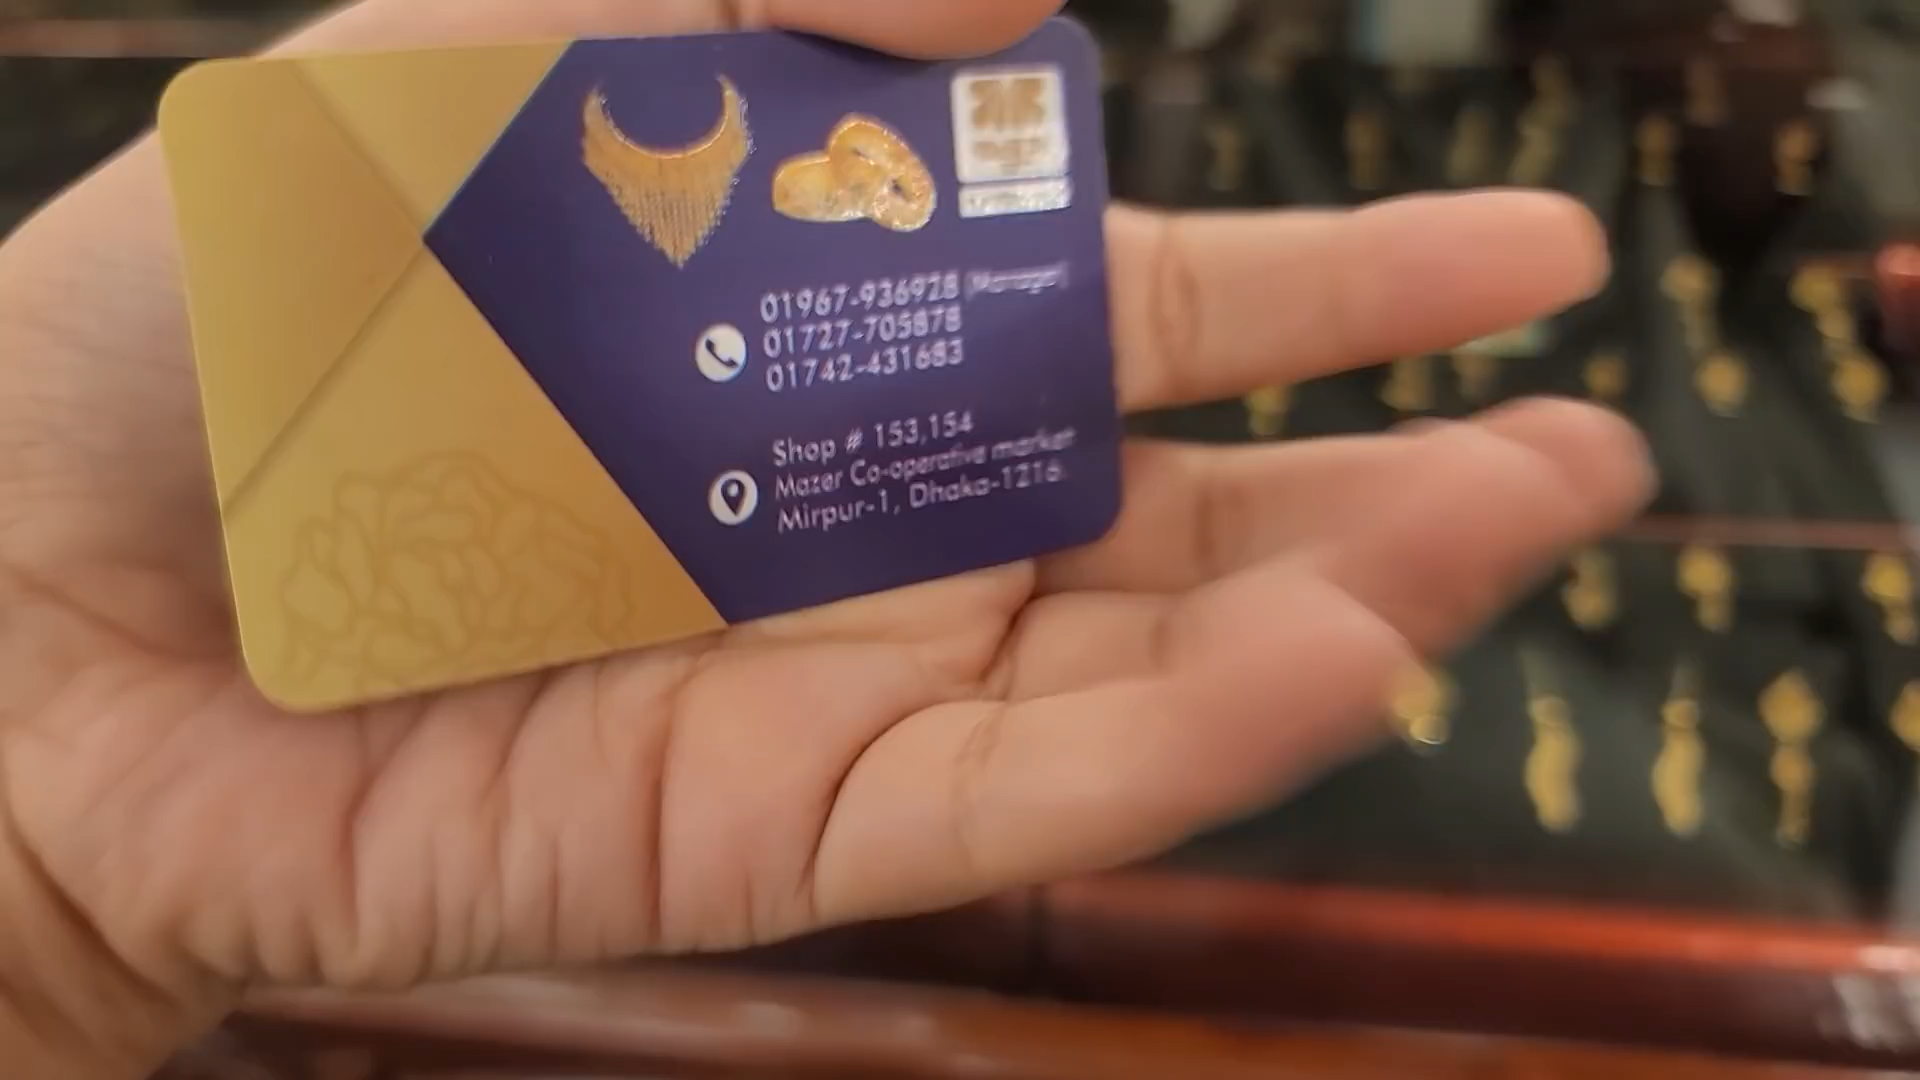 01967-936928 (Manager)
01727-705878
01742-431683
Shop # 153,154
Mazer Co-operative market
Mirpur-1, Dhaka-1216.